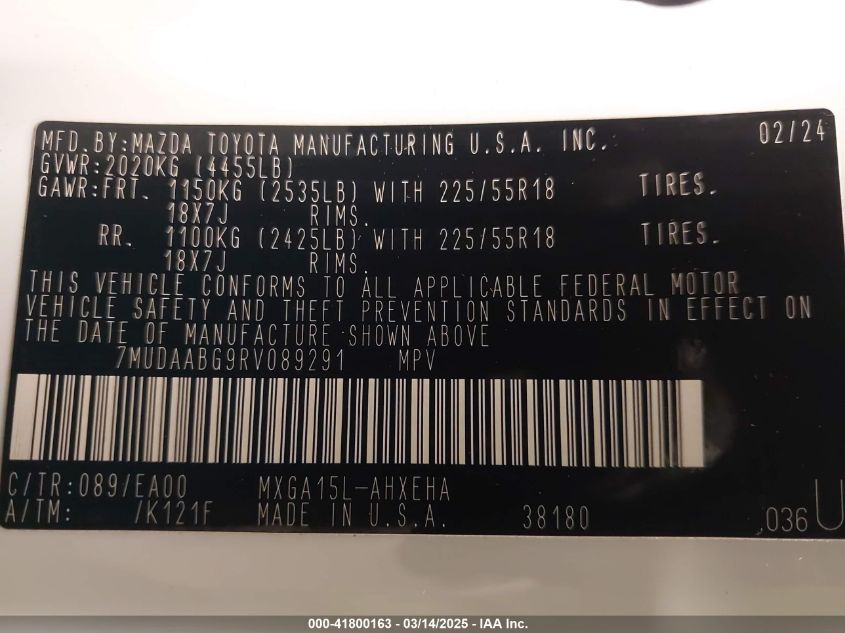 MFD. BY:MAZDA TOYOTA MANUFACTURING U.S.A. INC. 02/24
GVWR:2020KG (4455LB)
GAWR:FRT. 1150KG (2535LB) WITH 225/55R18 TIRES.
18X7J RIMS.
RR. 1100KG (2425LB) WITH 225/55R18 TIRES.
18X7J RIMS.
THIS VEHICLE CONFORMS TO ALL APPLICABLE FEDERAL MOTOR
VEHICLE SAFETY AND THEFT PREVENTION STANDARDS IN EFFECT ON
THE DATE OF MANUFACTURE SHOWN ABOVE
7MUDAABG9RV089291 MPV
C/TR:089/EA00 MXGA15L-AHXEHA
A/TM: /K121F MADE IN U.S.A. 38180 036 U
000-41800163 - 03/14/2025 - IAA Inc.